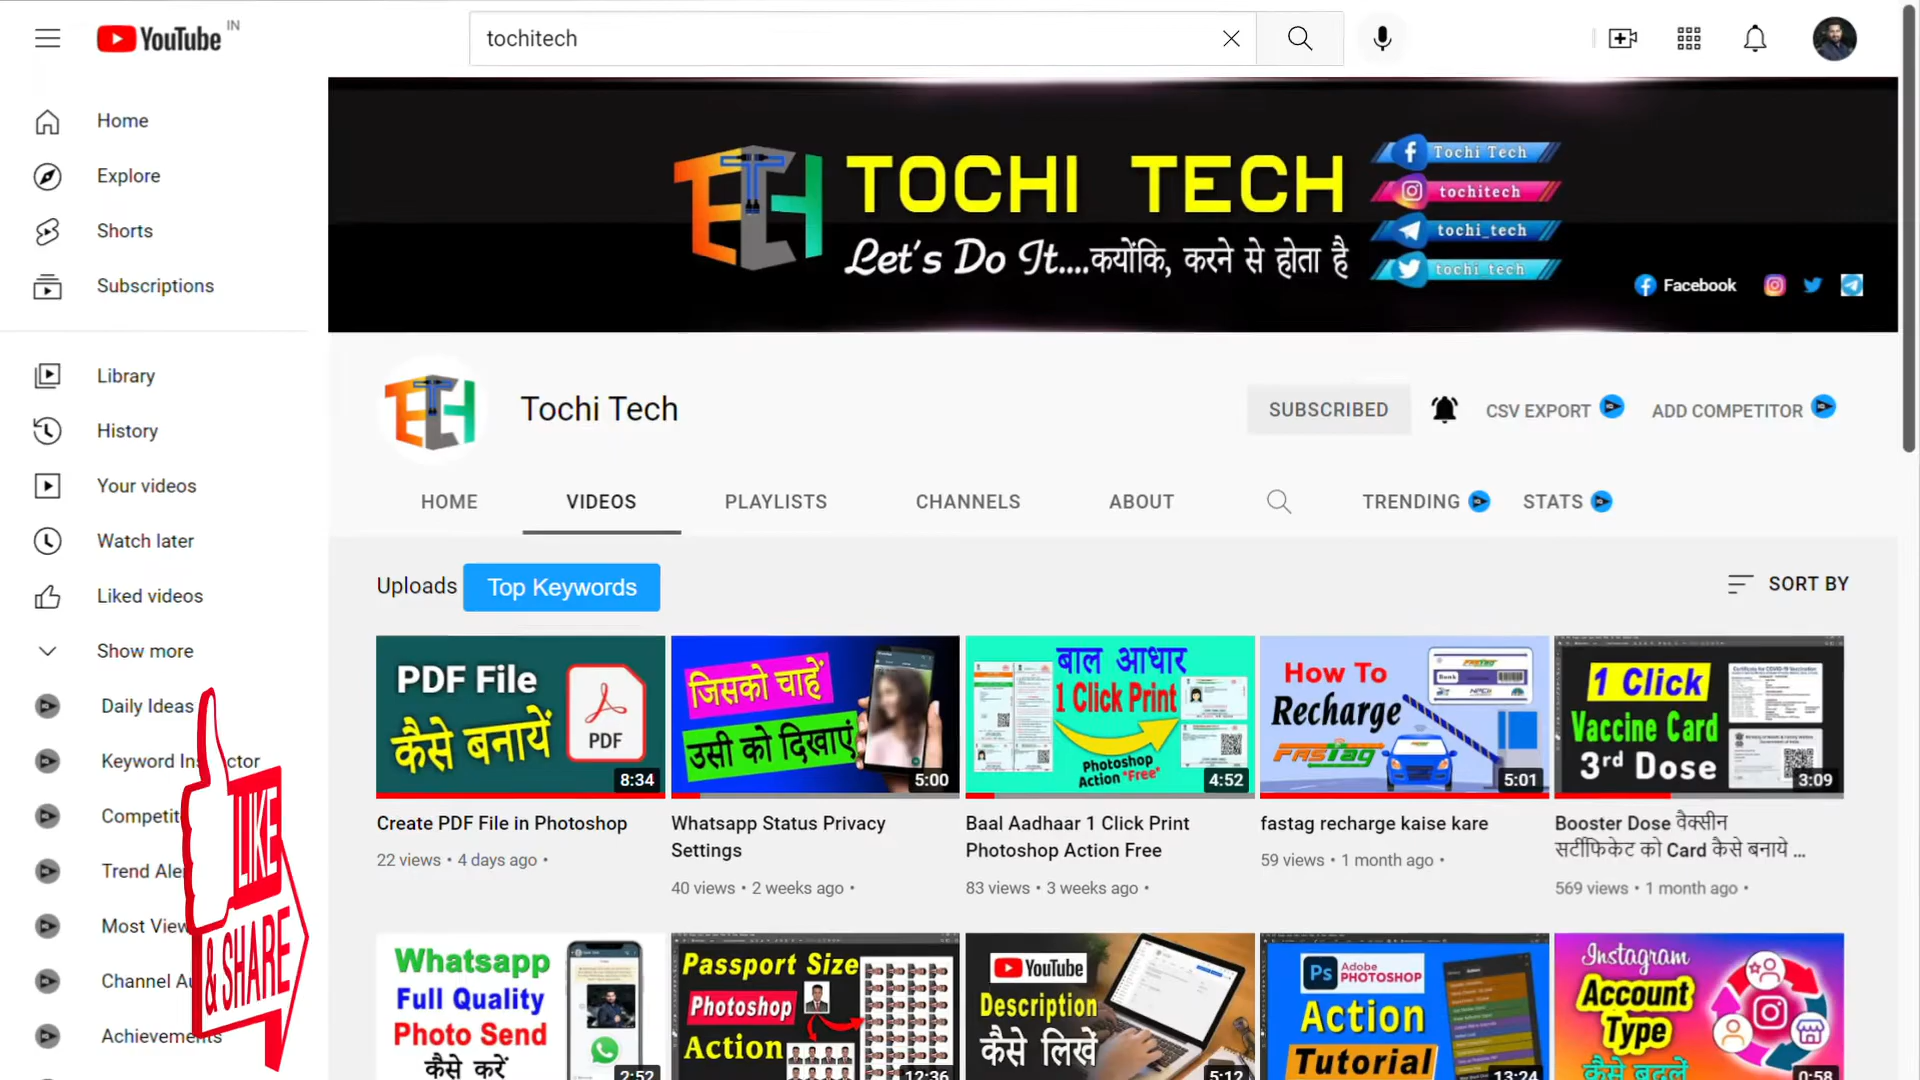 YouTube IN
tochitech
Home
Explore
Shorts
Subscriptions
Library
History
Your videos
Watch later
Liked videos
Show more
Daily Ideas
Trend
Most View
Channel
LIKE
& SHARE
TOCHI TECH
Let's Do It....क्योंकि, करने से होता है
Tochi Tech
tochitech
tochi_tech
tochi tech
Facebook
Tochi Tech
SUBSCRIBED
CSV EXPORT
ADD COMPETITOR
HOME
VIDEOS
PLAYLISTS
CHANNELS
ABOUT
TRENDING
STATS
Uploads
Top Keywords
SORT BY
PDF File
कैसे बनायें
PDF
8:34
Create PDF File in Photoshop
22 views • 4 days ago •
जिसको चाहें
उसी को दिखाएं
5:00
Whatsapp Status Privacy
Settings
40 views • 2 weeks ago •
बाल आधार
1 Click Print
Photoshop
Action "Free"
4:52
Baal Aadhaar 1 Click Print
Photoshop Action Free
83 views • 3 weeks ago •
How To
Recharge
FASTag
Bank
5:01
fastag recharge kaise kare
59 views • 1 month ago •
1 Click
Vaccine Card
3rd Dose
3:09
Booster Dose वैक्सीन
सर्टीफिकेट को Card कैसे बनाये ...
569 views • 1 month ago •
Whatsapp
Full Quality
Photo Send
कैसे करें
2:52
Passport Size
Photoshop
Action
12:36
YouTube
Description
कैसे लिखें
5:12
Ps Adobe
PHOTOSHOP
Action
Tutorial
13:24
Instagram
Account
Type
कैसे बदलें
0:58